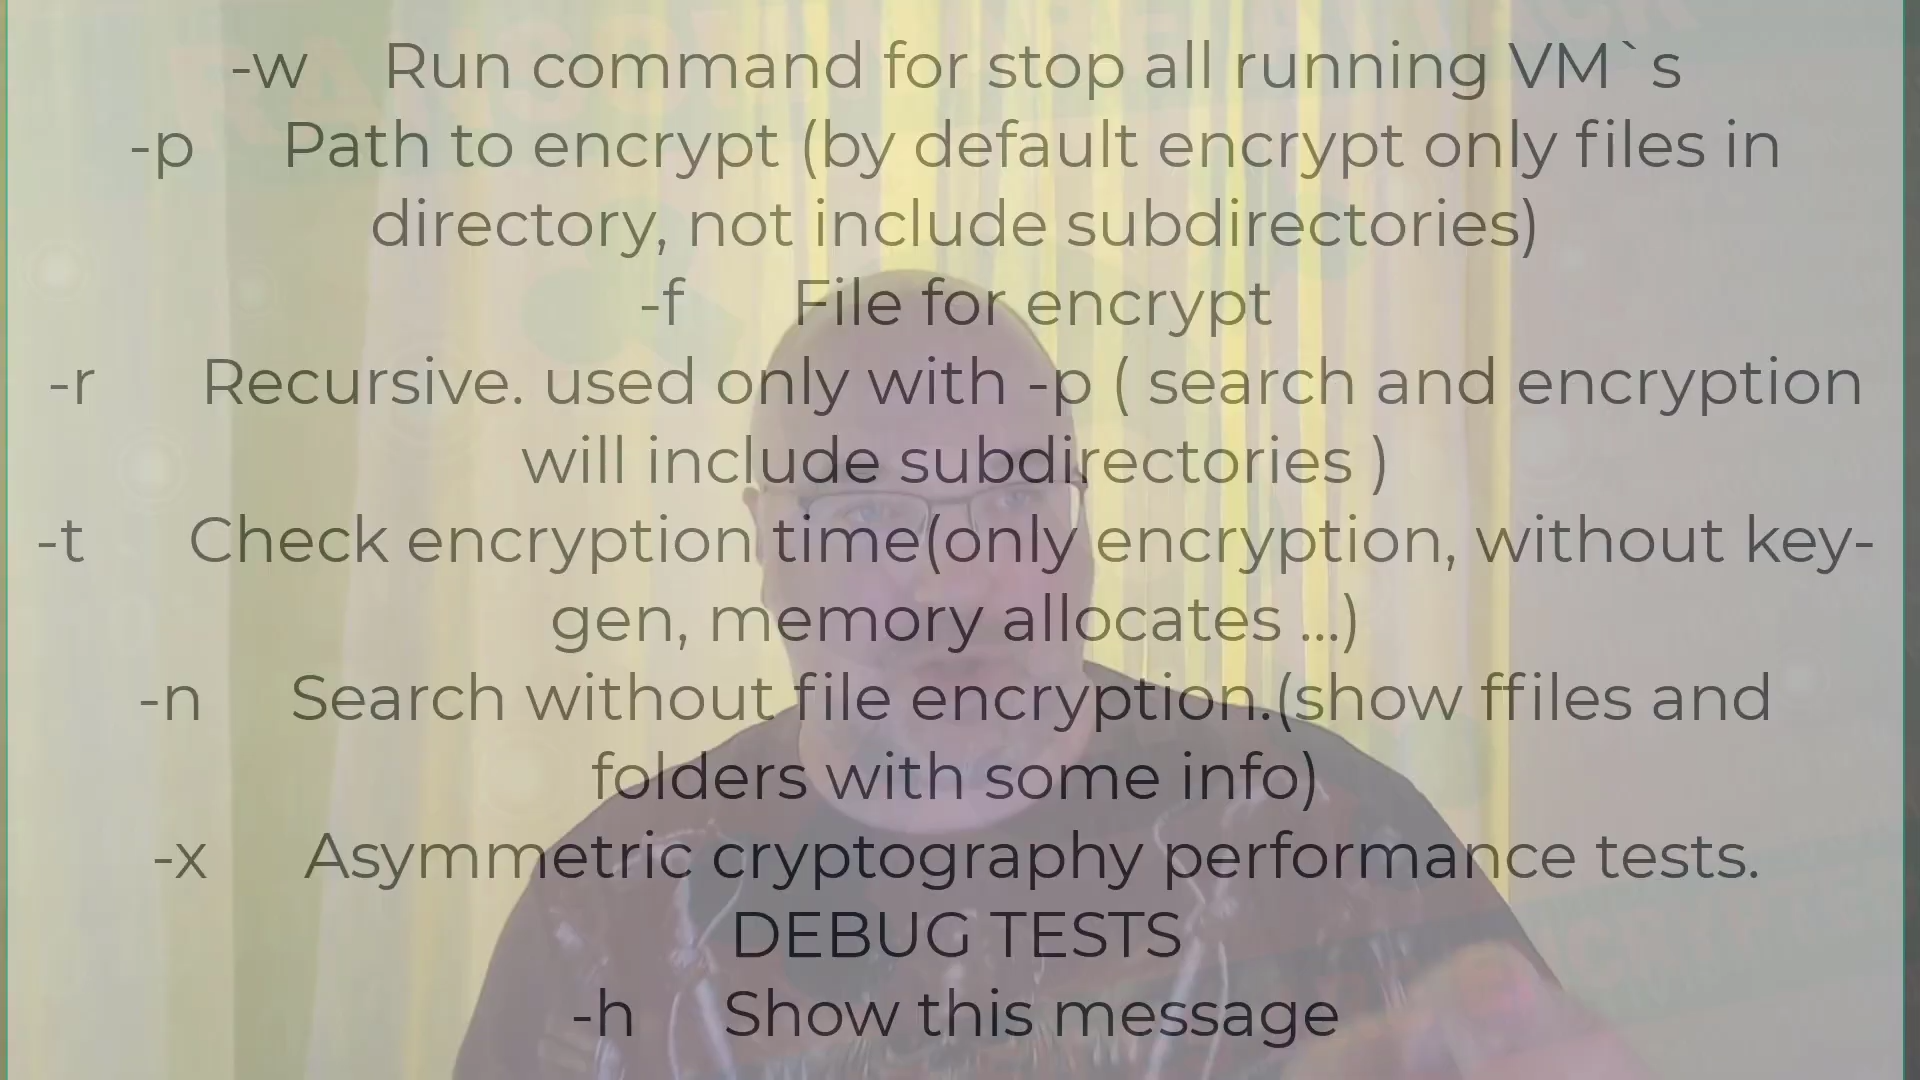 -w Run command for stop all running VM`s
-p Path to encrypt (by default encrypt only files in
directory, not include subdirectories)
-f File for encrypt
-r Recursive. used only with -p ( search and encryption
will include subdirectories )
-t Check encryption time(only encryption, without key-
gen, memory allocates ...)
-n Search without file encryption.(show ffiles and
folders with some info)
-x Asymmetric cryptography performance tests.
DEBUG TESTS
-h Show this message